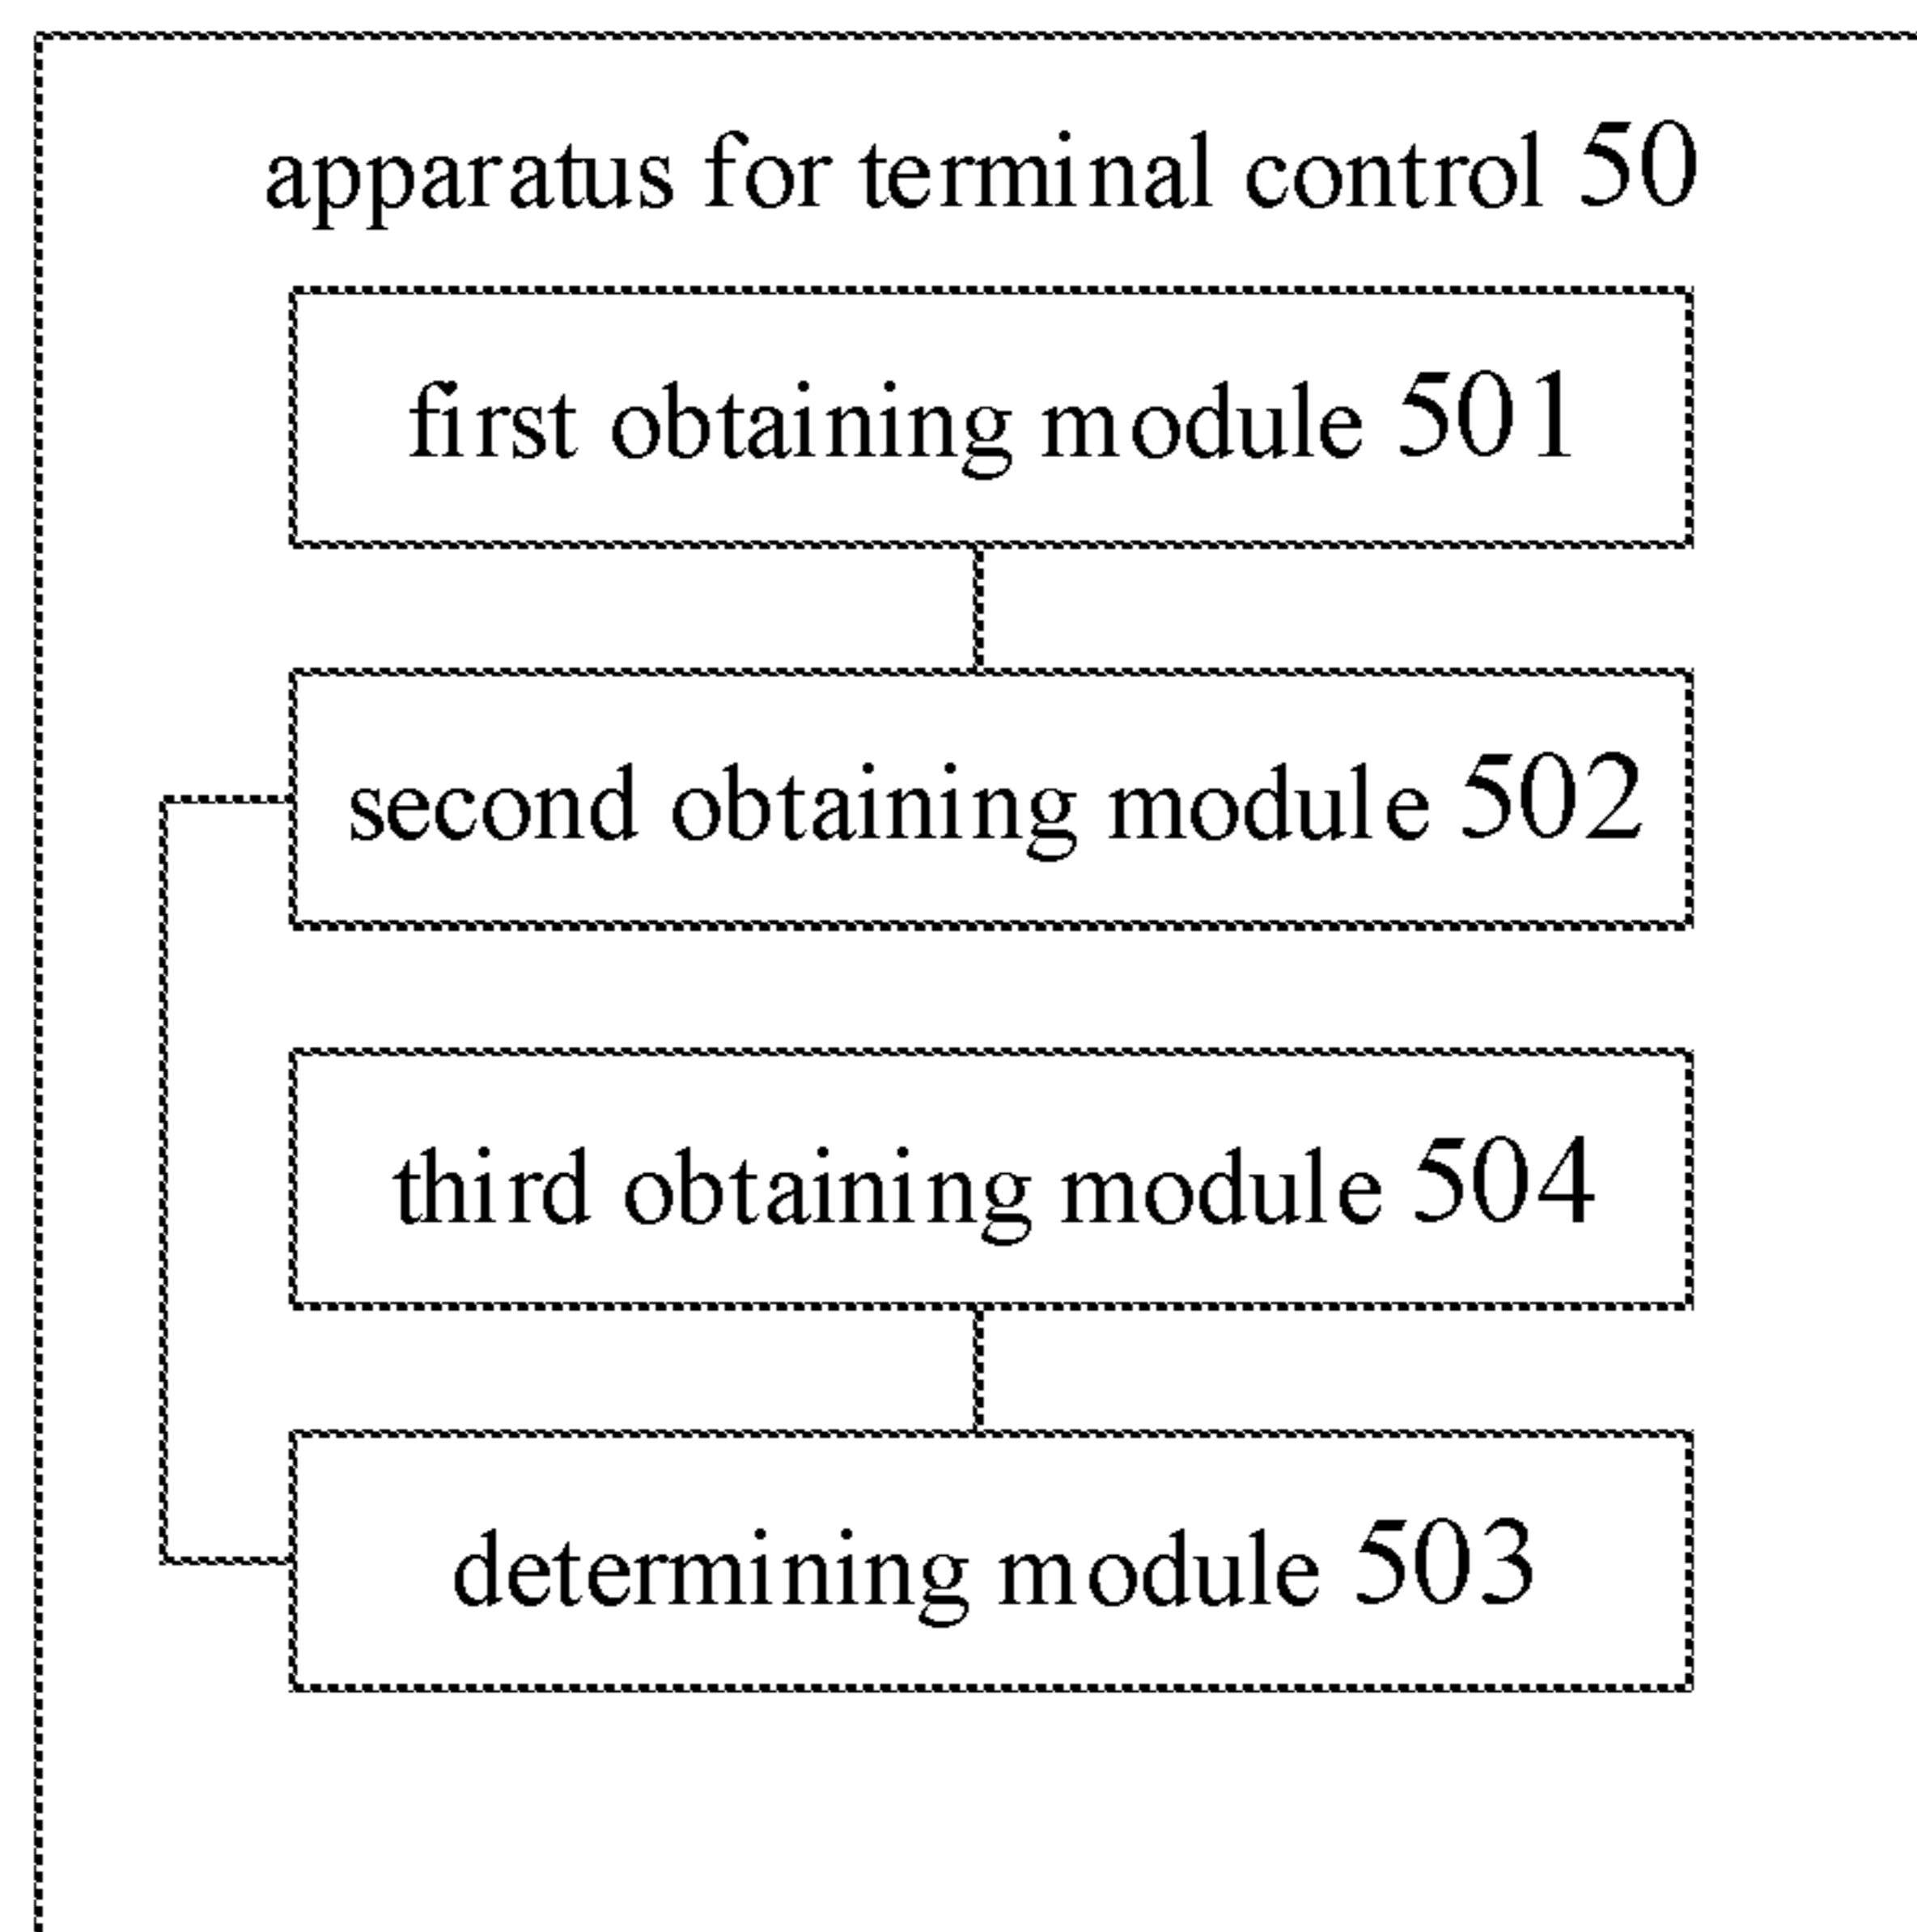 apparatus for terminal control 50
first obtaining module 501
second obtaining module 502
third obtaining module 504
determining module 503